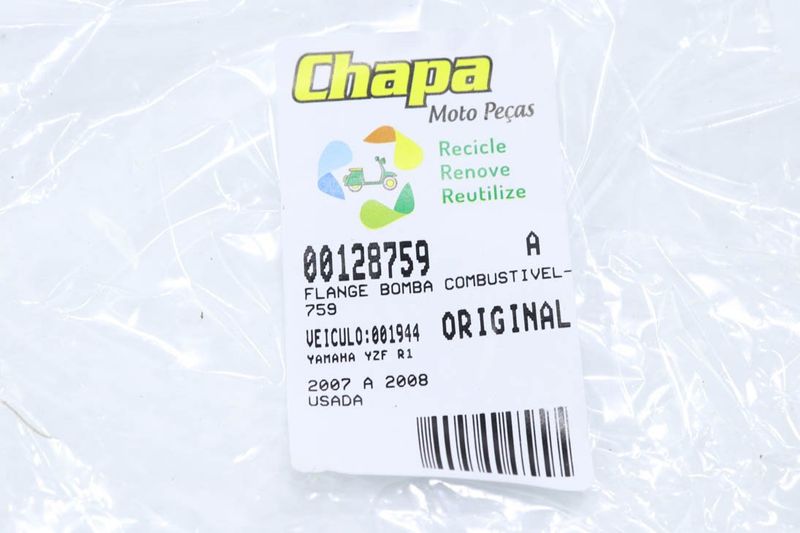 Chapa
Moto Peças
Recicle
Renove
Reutilize
00128759 A
FLANGE BOMBA COMBUSTIVEL-
759
VEICULO:001944 ORIGINAL
YAMAHA YZF R1
2007 A 2008
USADA